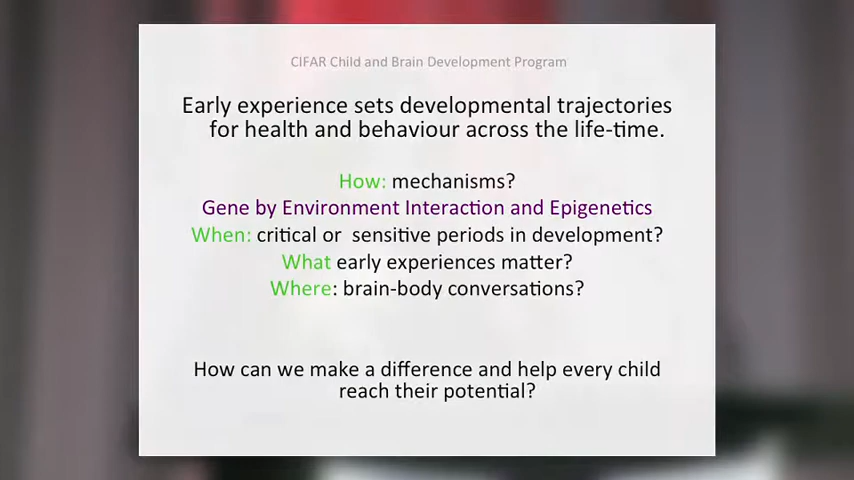 CIFAR Child and Brain Development Program
Early experience sets developmental trajectories
for health and behaviour across the life-time.
How: mechanisms?
Gene by Environment Interaction and Epigenetics
When: critical or sensitive periods in development?
What early experiences matter?
Where: brain-body conversations?
How can we make a difference and help every child
reach their potential?